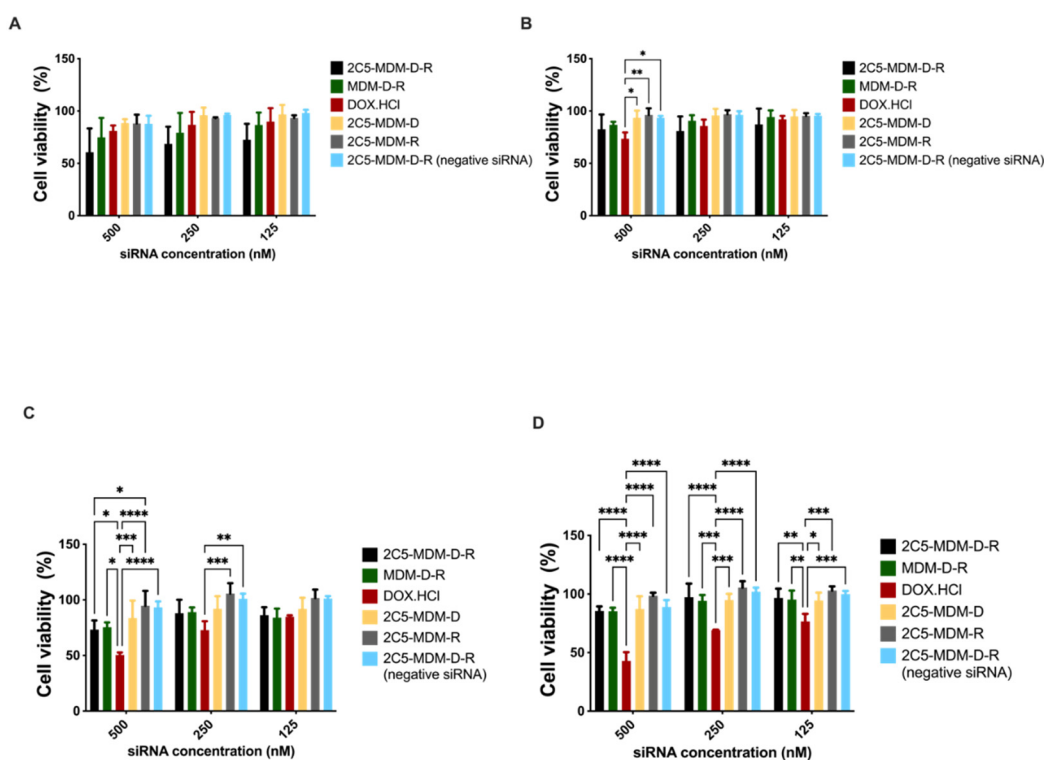 A
Cell viability (%)
150
100
50
0
500
250
125
siRNA concentration (nM)
2C5-MDM-D-R
MDM-D-R
DOX.HCl
2C5-MDM-D
2C5-MDM-R
2C5-MDM-D-R (negative siRNA)
B
Cell viability (%)
150
100
50
0
*
**
*
500
250
125
siRNA concentration (nM)
2C5-MDM-D-R
MDM-D-R
DOX.HCl
2C5-MDM-D
2C5-MDM-R
2C5-MDM-D-R (negative siRNA)
C
Cell viability (%)
150
100
50
0
*
* ****
***
* ****
**
***
500
250
125
siRNA concentration (nM)
2C5-MDM-D-R
MDM-D-R
DOX.HCl
2C5-MDM-D
2C5-MDM-R
2C5-MDM-D-R
(negative siRNA)
D
Cell viability (%)
150
100
50
0
**** ****
****
**** **** **** ***
**** *** ** *
**** *** ** ***
500
250
125
siRNA concentration (nM)
2C5-MDM-D-R
MDM-D-R
DOX.HCl
2C5-MDM-D
2C5-MDM-R
2C5-MDM-D-R
(negative siRNA)